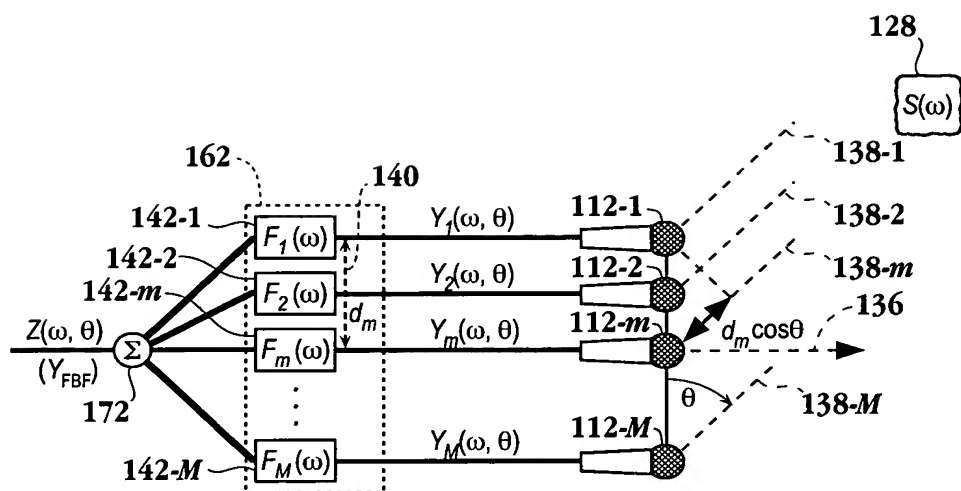 128
S(ω)
138-1
162
140
142-1
F1(ω)
Y1(ω, θ)
112-1
138-2
142-2
F2(ω)
Y2(ω, θ)
112-2
138-m
dm
142-m
Fm(ω)
Ym(ω, θ)
112-m
dmcosθ
136
Z(ω, θ)
Σ
(YFBF)
172
θ
138-M
142-M
FM(ω)
YM(ω, θ)
112-M